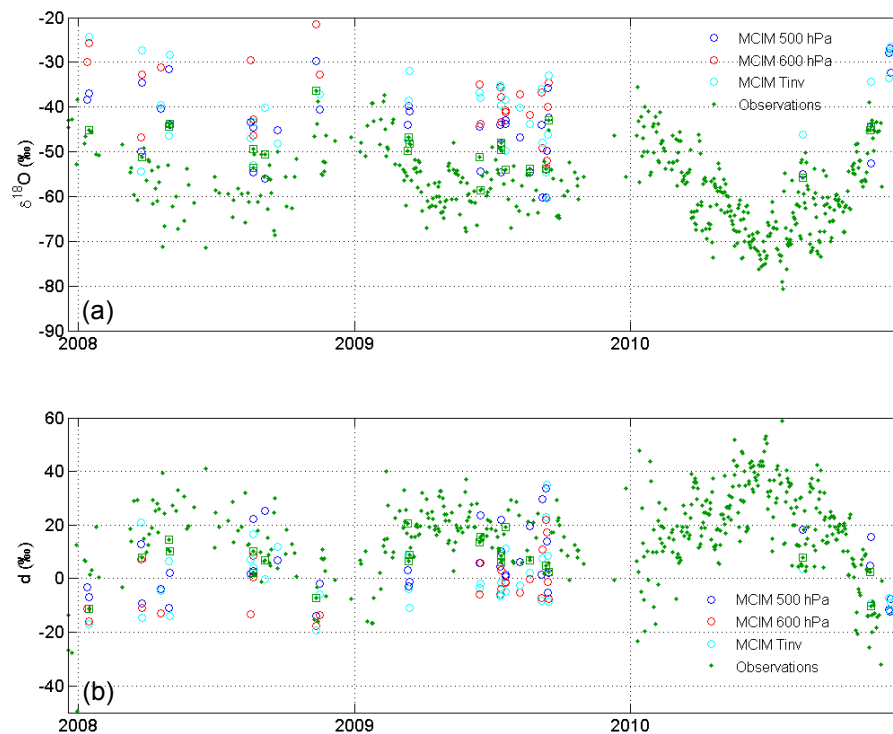 -20
-30
-40
-50
-60
-70
-80
-90
δ¹⁸O (‰)
MCIM 500 hPa
MCIM 600 hPa
MCIM Tinv
Observations
(a)
2008
2009
2010
60
40
20
0
-20
-40
d (‰)
MCIM 500 hPa
MCIM 600 hPa
MCIM Tinv
Observations
(b)
2008
2009
2010